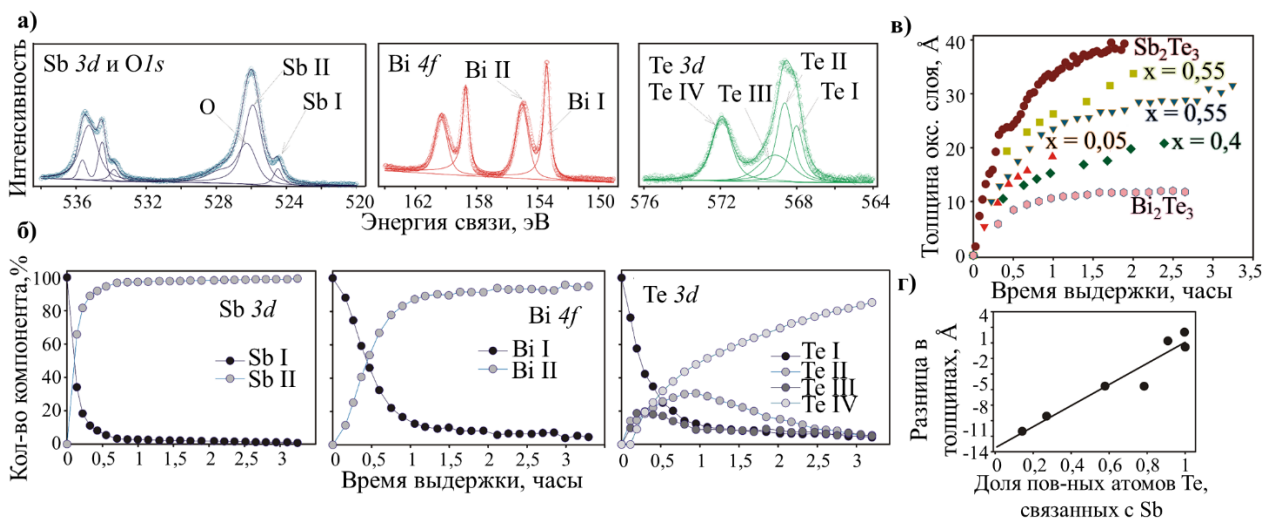 а)
Интенсивность
Sb 3d и O1s
Sb II
Sb I
O
536 532 528 524 520
Bi 4f
Bi II
Bi I
162 159 156 153 150
Te 3d
Te IV
Te III
Te II
Te I
576 572 568 564
Энергия связи, эВ
б)
Кол-во компонента,%
100
80
60
40
20
0
Sb 3d
Sb I
Sb II
0 0,5 1 1,5 2 2,5 3
Bi 4f
Bi I
Bi II
0 0,5 1 1,5 2 2,5 3
Te 3d
Te I
Te II
Te III
Te IV
0 0,5 1 1,5 2 2,5 3
Время выдержки, часы
в)
Толщина окс. слоя, Å
40
30
20
10
0
Sb2Te3
x = 0,55
x = 0,55
x = 0,05
x = 0,4
Bi2Te3
0,5 1 1,5 2 2,5 3 3,5
Время выдержки, часы
г)
Разница в
толщинах, Å
4
1
-2
-5
-8
-11
-14
0 0,2 0,4 0,6 0,8 1
Доля пов-ных атомов Te,
связанных с Sb